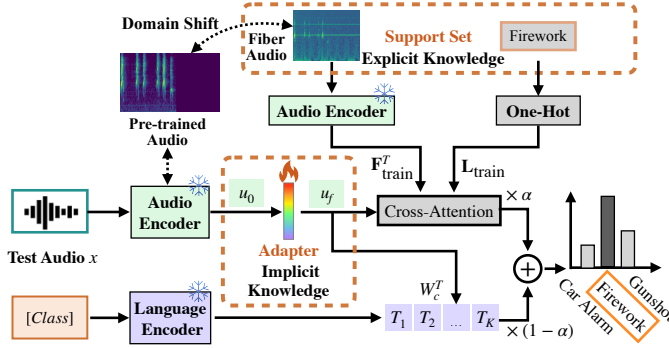 Domain Shift
Fiber
Audio
Support Set
Explicit Knowledge
Firework
Pre-trained
Audio
Audio Encoder
One-Hot
F^T_train
L_train
Audio
Encoder
u_0
u_f
Cross-Attention
× α
Test Audio x
Adapter
Implicit
Knowledge
W_c^T
[Class]
Language
Encoder
T_1 T_2 ... T_K
× (1 − α)
+
Car Alarm
Firework
Gunshot